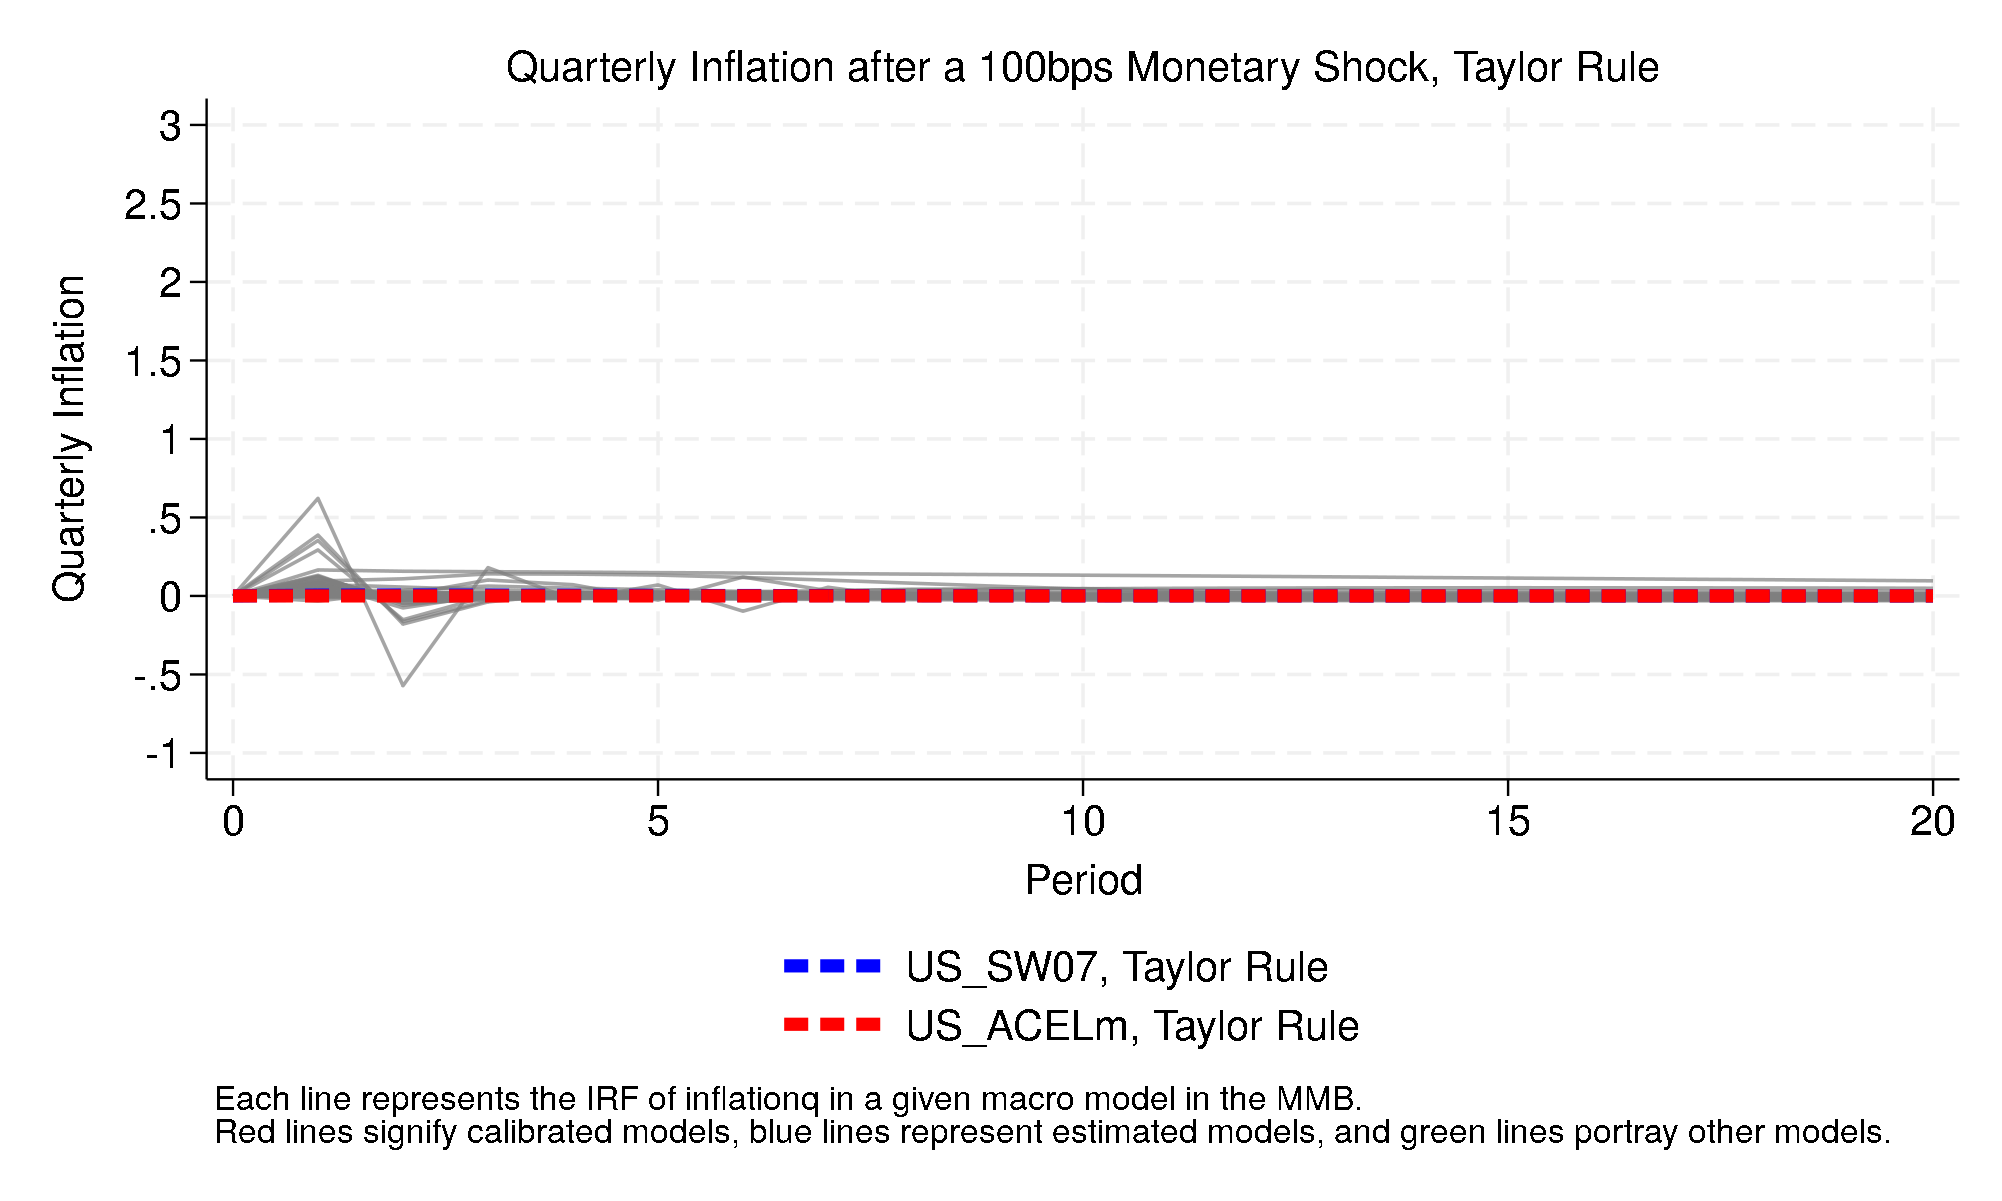 Quarterly Inflation after a 100bps Monetary Shock, Taylor Rule
Quarterly Inflation
3
2.5
2
1.5
1
.5
0
-.5
-1
0 5 10 15 20
Period
US_SW07, Taylor Rule
US_ACELm, Taylor Rule
Each line represents the IRF of inflationq in a given macro model in the MMB.
Red lines signify calibrated models, blue lines represent estimated models, and green lines portray other models.